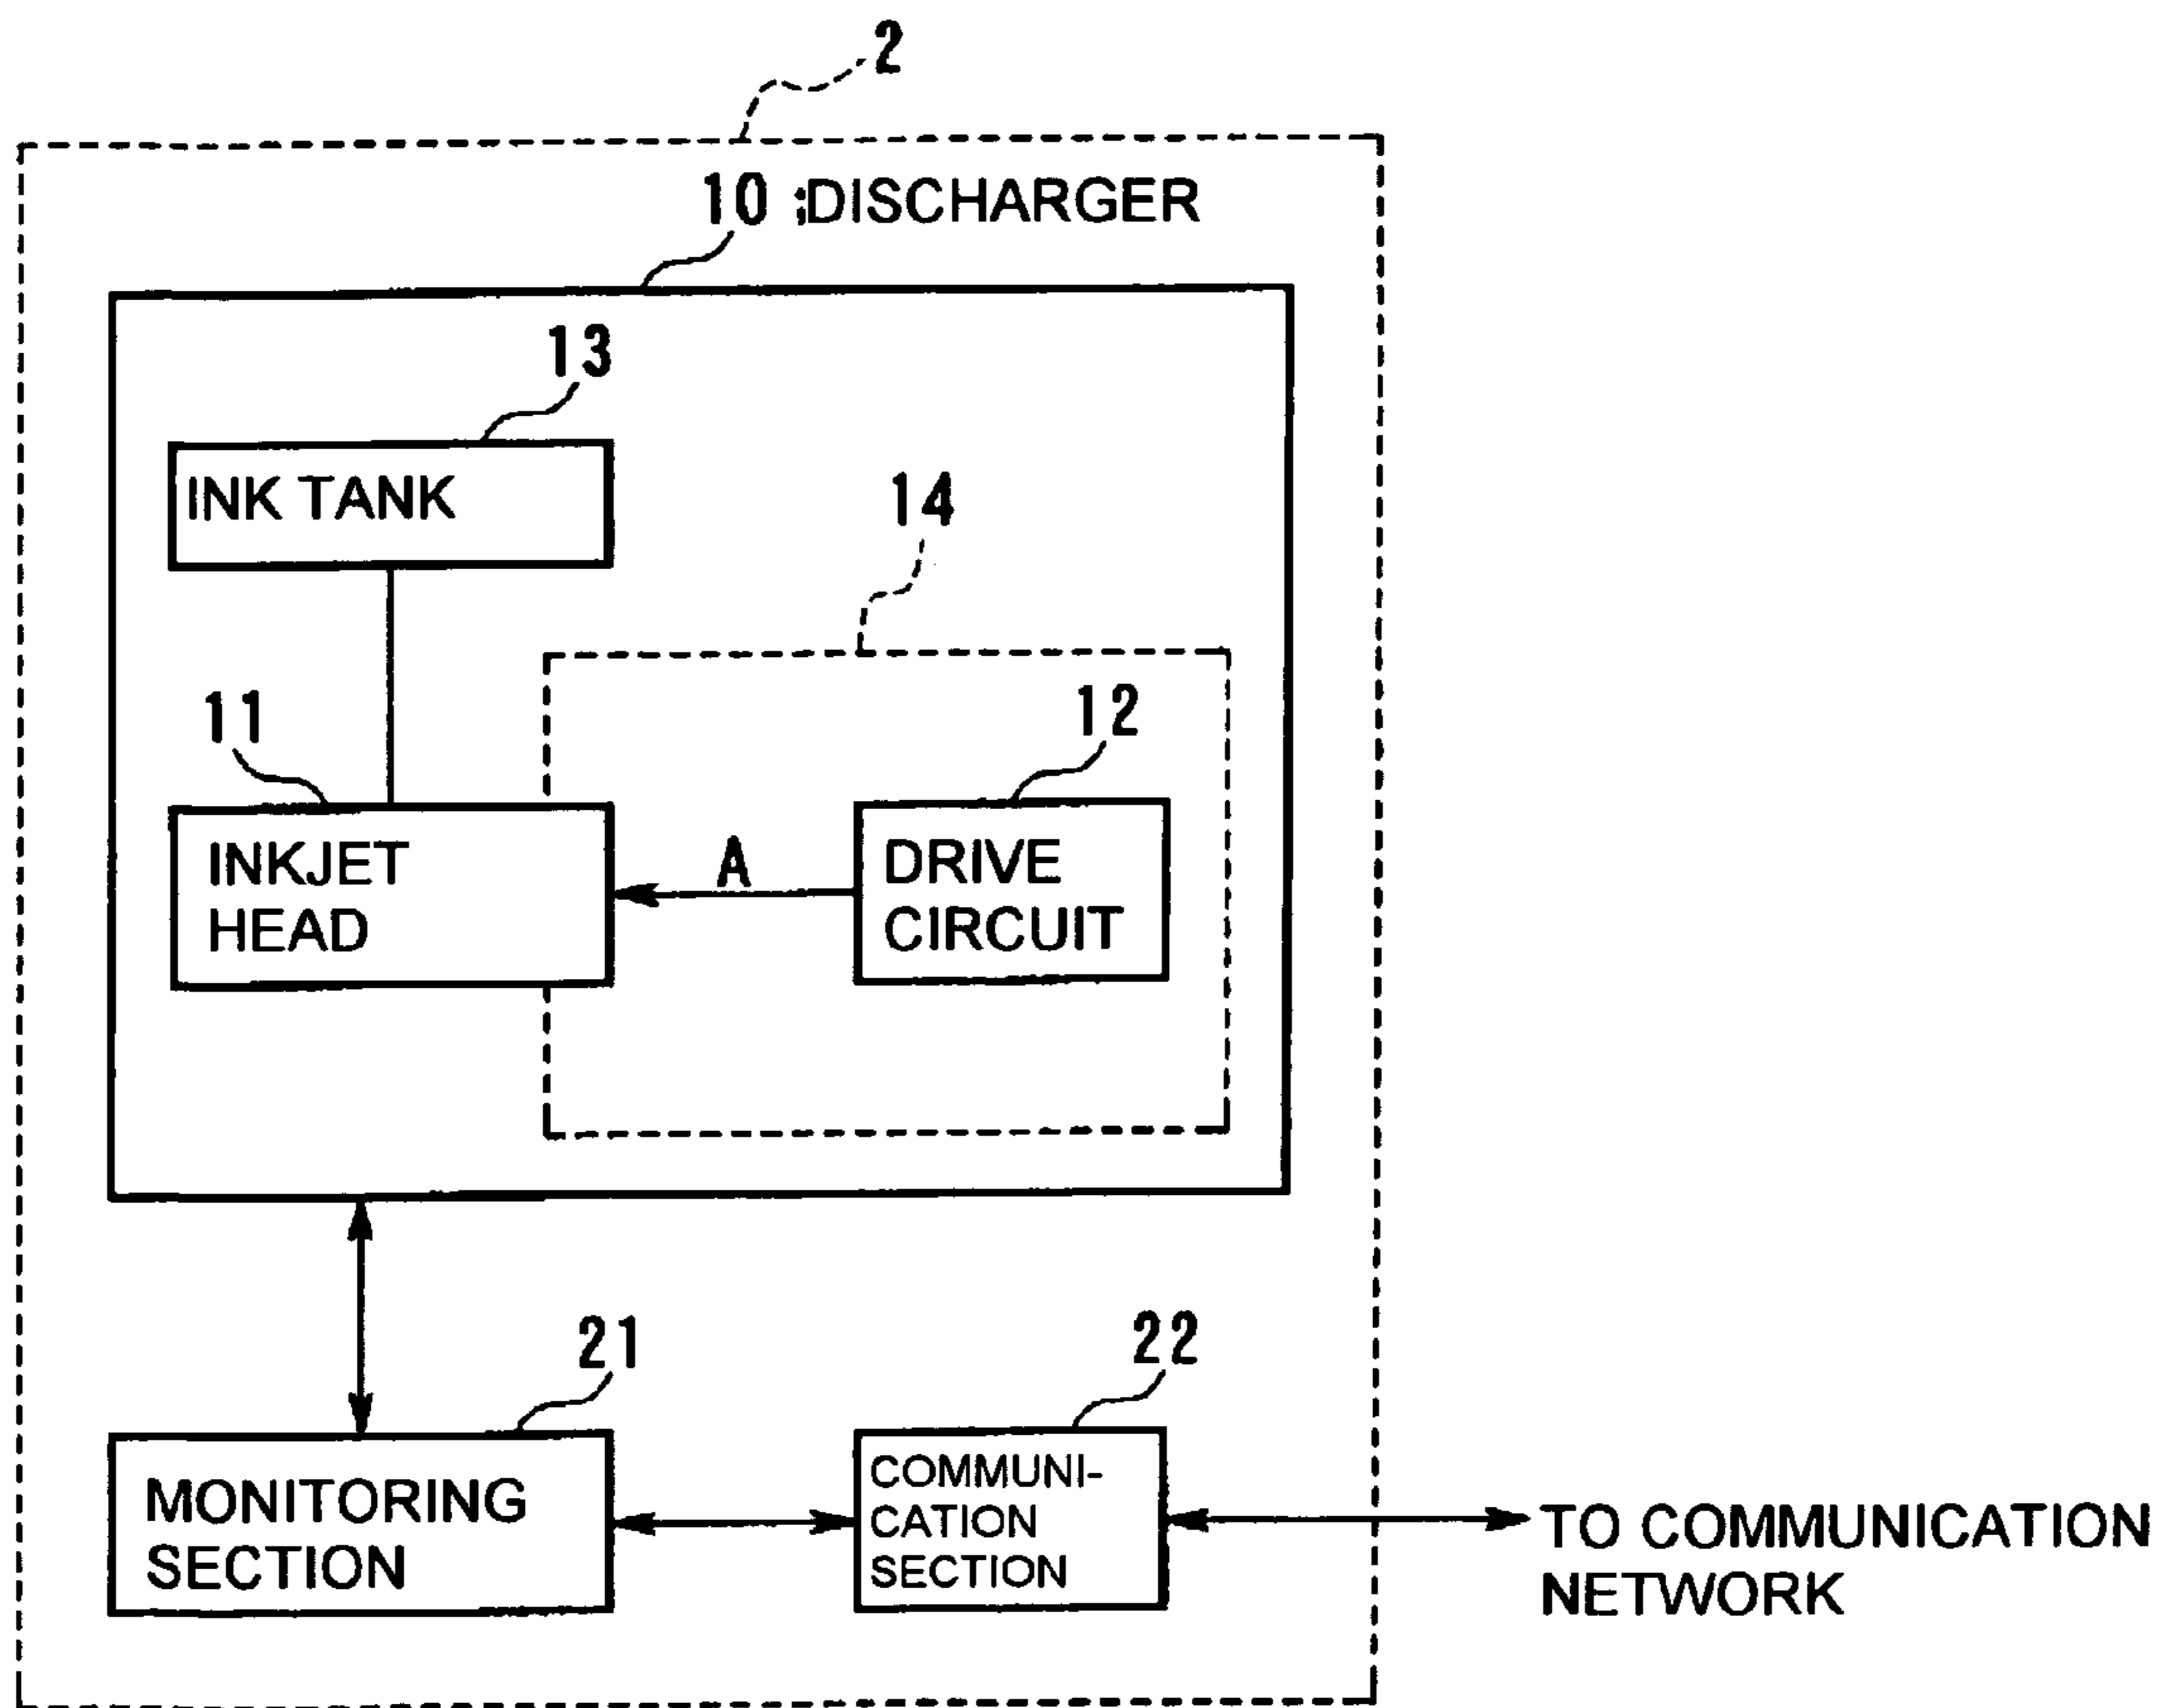 2
10 :DISCHARGER
13
INK TANK
14
11
12
INKJET
HEAD
A
DRIVE
CIRCUIT
21
22
MONITORING
SECTION
COMMUNI-
CATION
SECTION
TO COMMUNICATION
NETWORK